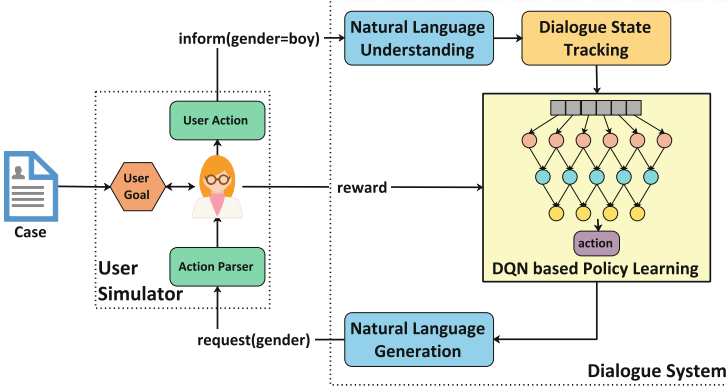 inform(gender=boy)
Natural Language
Understanding
Dialogue State
Tracking
User Action
User
Goal
Case
reward
action
DQN based Policy Learning
Action Parser
User
Simulator
request(gender)
Natural Language
Generation
Dialogue System